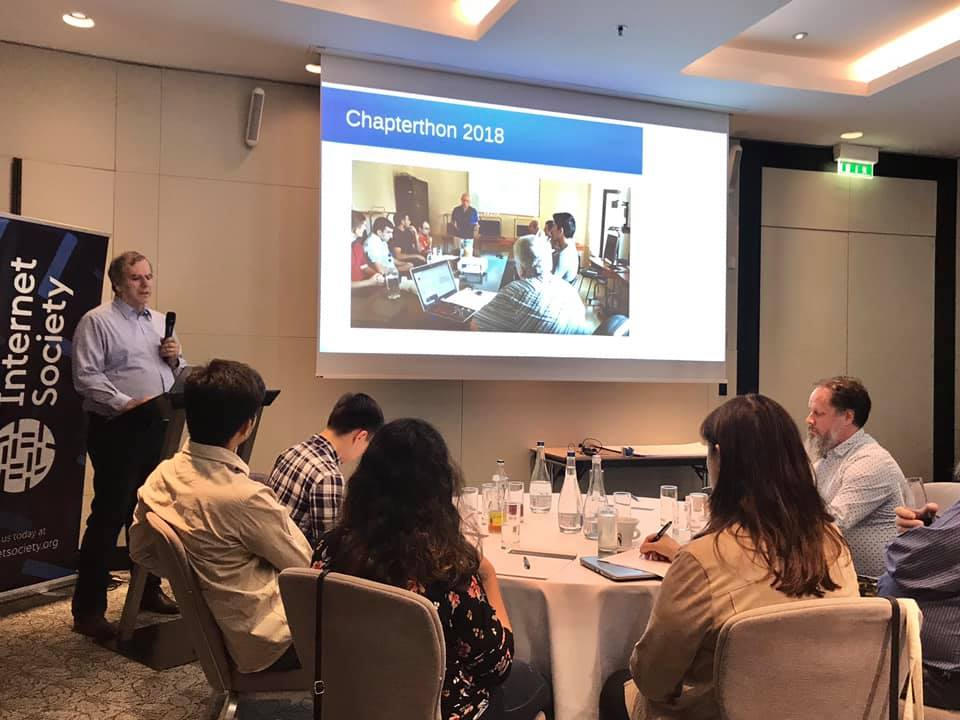 Chapterthon 2018
Internet
Society
us today at
etsociety.org